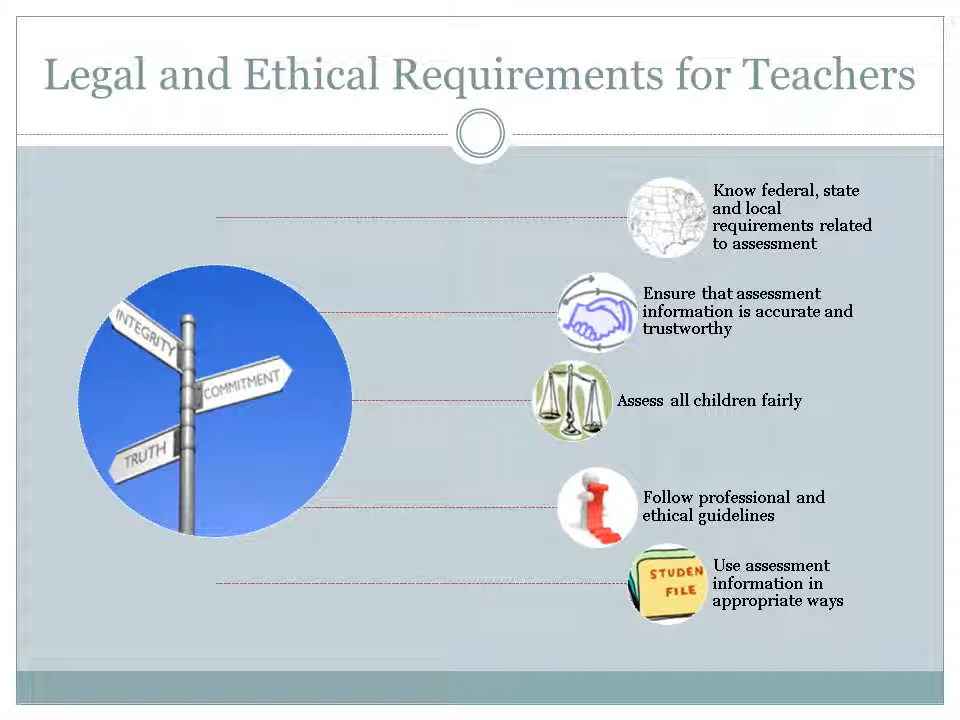 Legal and Ethical Requirements for Teachers
Know federal, state
and local
requirements related
to assessment
Ensure that assessment
information is accurate and
trustworthy
INTEGRITY
COMMITMENT
TRUTH
Assess all children fairly
Follow professional and
ethical guidelines
STUDEN
FILE
Use assessment
information in
appropriate ways